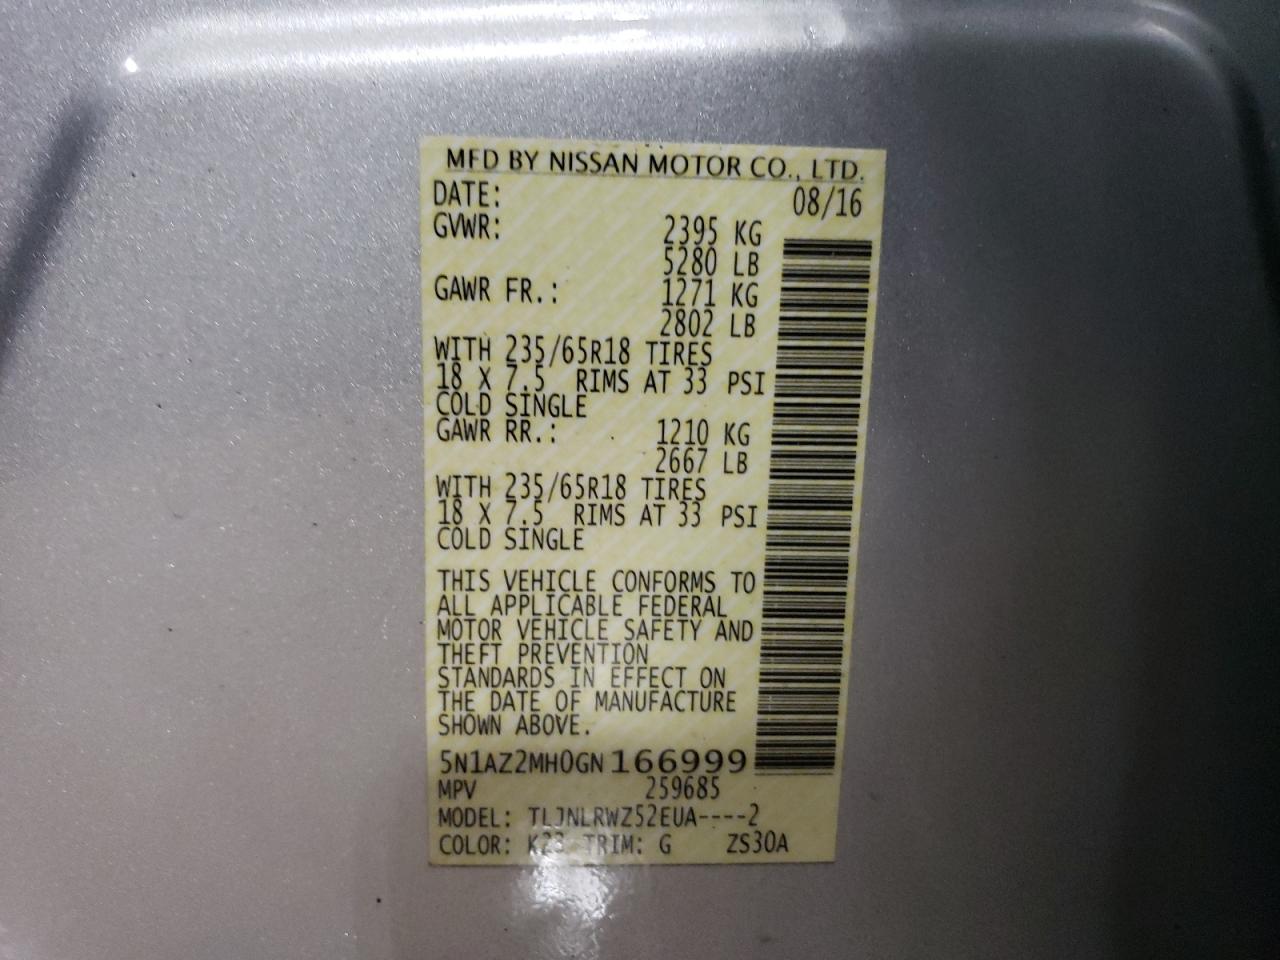 MFD BY NISSAN MOTOR CO., LTD.
DATE: 08/16
GVWR: 2395 KG
5280 LB
GAWR FR.: 1271 KG
2802 LB
WITH 235/65R18 TIRES
18 X 7.5 RIMS AT 33 PSI
COLD SINGLE
GAWR RR.: 1210 KG
2667 LB
WITH 235/65R18 TIRES
18 X 7.5 RIMS AT 33 PSI
COLD SINGLE
THIS VEHICLE CONFORMS TO
ALL APPLICABLE FEDERAL
MOTOR VEHICLE SAFETY AND
THEFT PREVENTION
STANDARDS IN EFFECT ON
THE DATE OF MANUFACTURE
SHOWN ABOVE.
5N1AZ2MH0GN166999
MPV 259685
MODEL: TLJNLRWZ52EUA----2
COLOR: K23 TRIM: G ZS30A